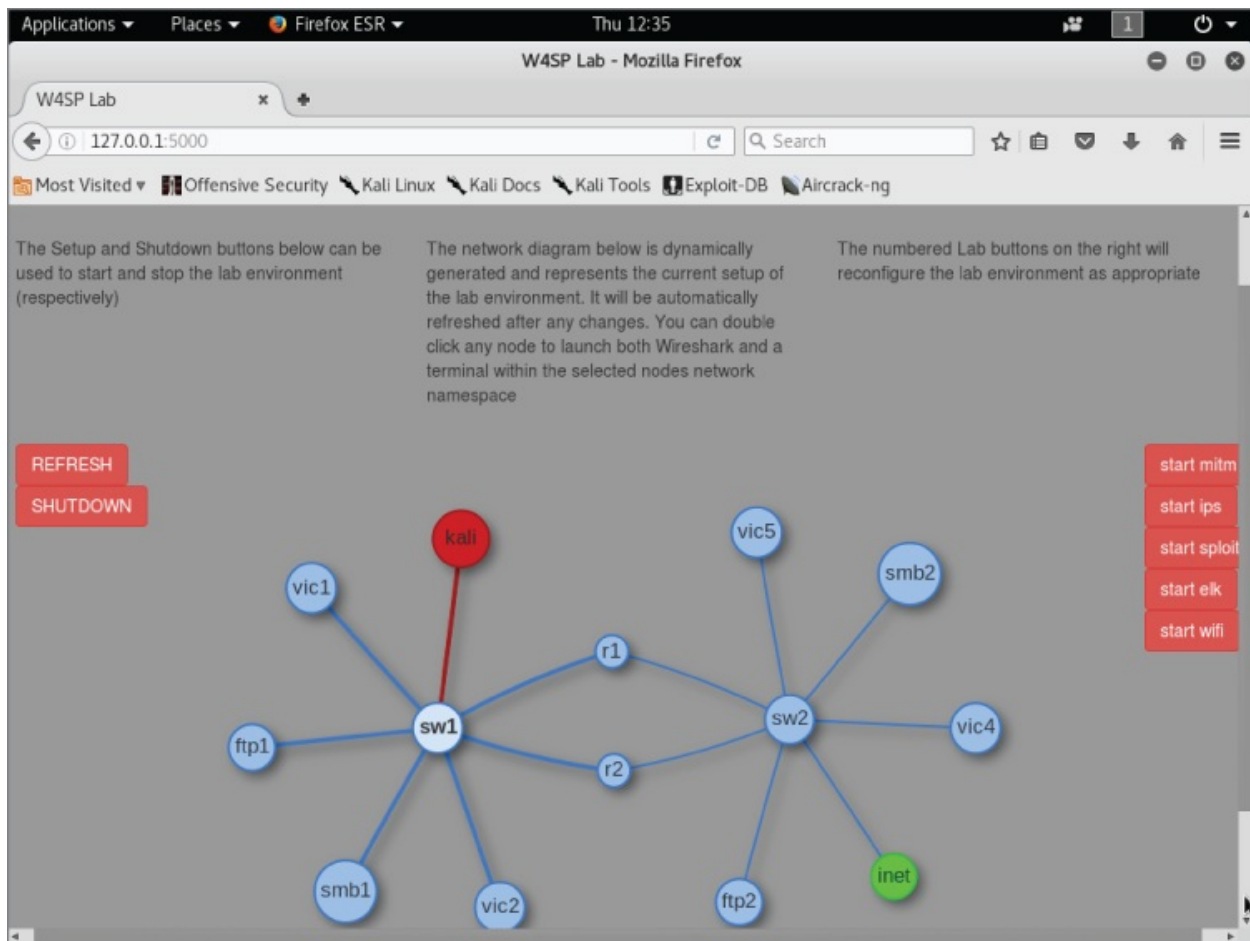 Applications Places Firefox ESR Thu 12:35 1
W4SP Lab - Mozilla Firefox
W4SP Lab
127.0.0.1:5000 Search
Most Visited Offensive Security Kali Linux Kali Docs Kali Tools Exploit-DB Aircrack-ng
The Setup and Shutdown buttons below can be
used to start and stop the lab environment
(respectively)
The network diagram below is dynamically
generated and represents the current setup of
the lab environment. It will be automatically
refreshed after any changes. You can double
click any node to launch both Wireshark and a
terminal within the selected nodes network
namespace
The numbered Lab buttons on the right will
reconfigure the lab environment as appropriate
REFRESH
SHUTDOWN
start mitm
start ips
start sploit
start elk
start wifi
kali
vic5
smb2
vic1
r1
sw1
sw2
vic4
ftp1
r2
smb1
vic2
ftp2
inet